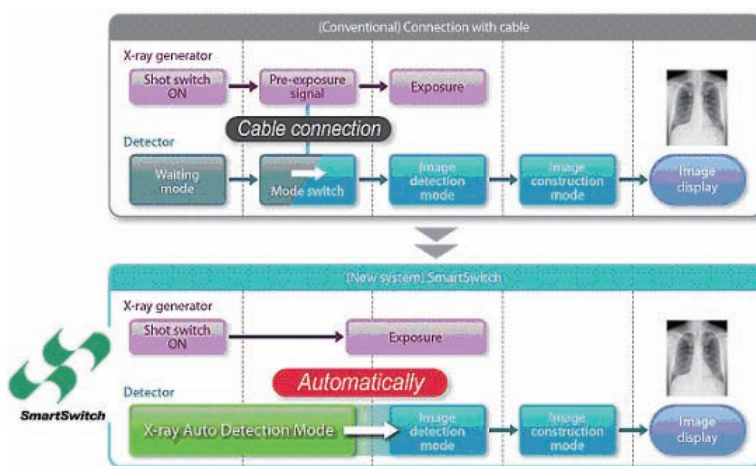 (Conventional) Connection with cable
X-ray generator
Shot switch
ON
Pre-exposure
signal
Exposure
Cable connection
Detector
Waiting
mode
Mode switch
Image
detection
mode
Image
construction
mode
Image
display
(New system) SmartSwitch
X-ray generator
Shot switch
ON
Exposure
Automatically
Detector
X-ray Auto Detection Mode
Image
detection
mode
Image
construction
mode
Image
display
SmartSwitch